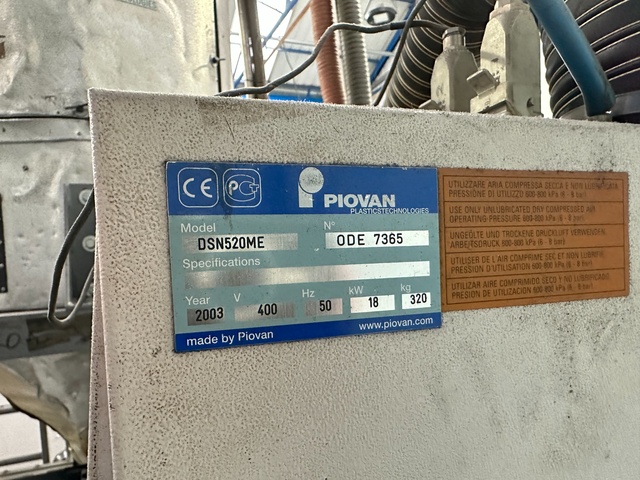 CE
PIOVAN
PLASTICSTECHNOLOGIES
Model
N°
DSN520ME
ODE 7365
Specifications
Year V Hz kW kg
2003 400 50 18 320
made by Piovan
www.piovan.com
UTILIZZARE ARIA COMPRESSA SECCA E NON LUBRIFICATA
PRESSIONE DI UTILIZZO 600-800 kPa (6 - 8 bar)
USE ONLY UNLUBRICATED DRY COMPRESSED AIR
OPERATING-PRESSURE 600-800 kPa (6 - 8 bar)
UNGEÖLTE UND TROCKENE DRUCKLUFT VERWENDEN
ARBEITSDRUCK 600-800 kPa (6 - 8 bar)
UTILISER DE L'AIR COMPRIME SEC ET NON LUBRIFIE
PRESSION D'UTILISATION 600-800 kPa (6 - 8 bar)
UTILIZAR AIRE COMPRIMIDO SECO Y NO LUBRIFICADO
PRESION DE UTILIZACION 600-800 kPa (6 - 8 bar)